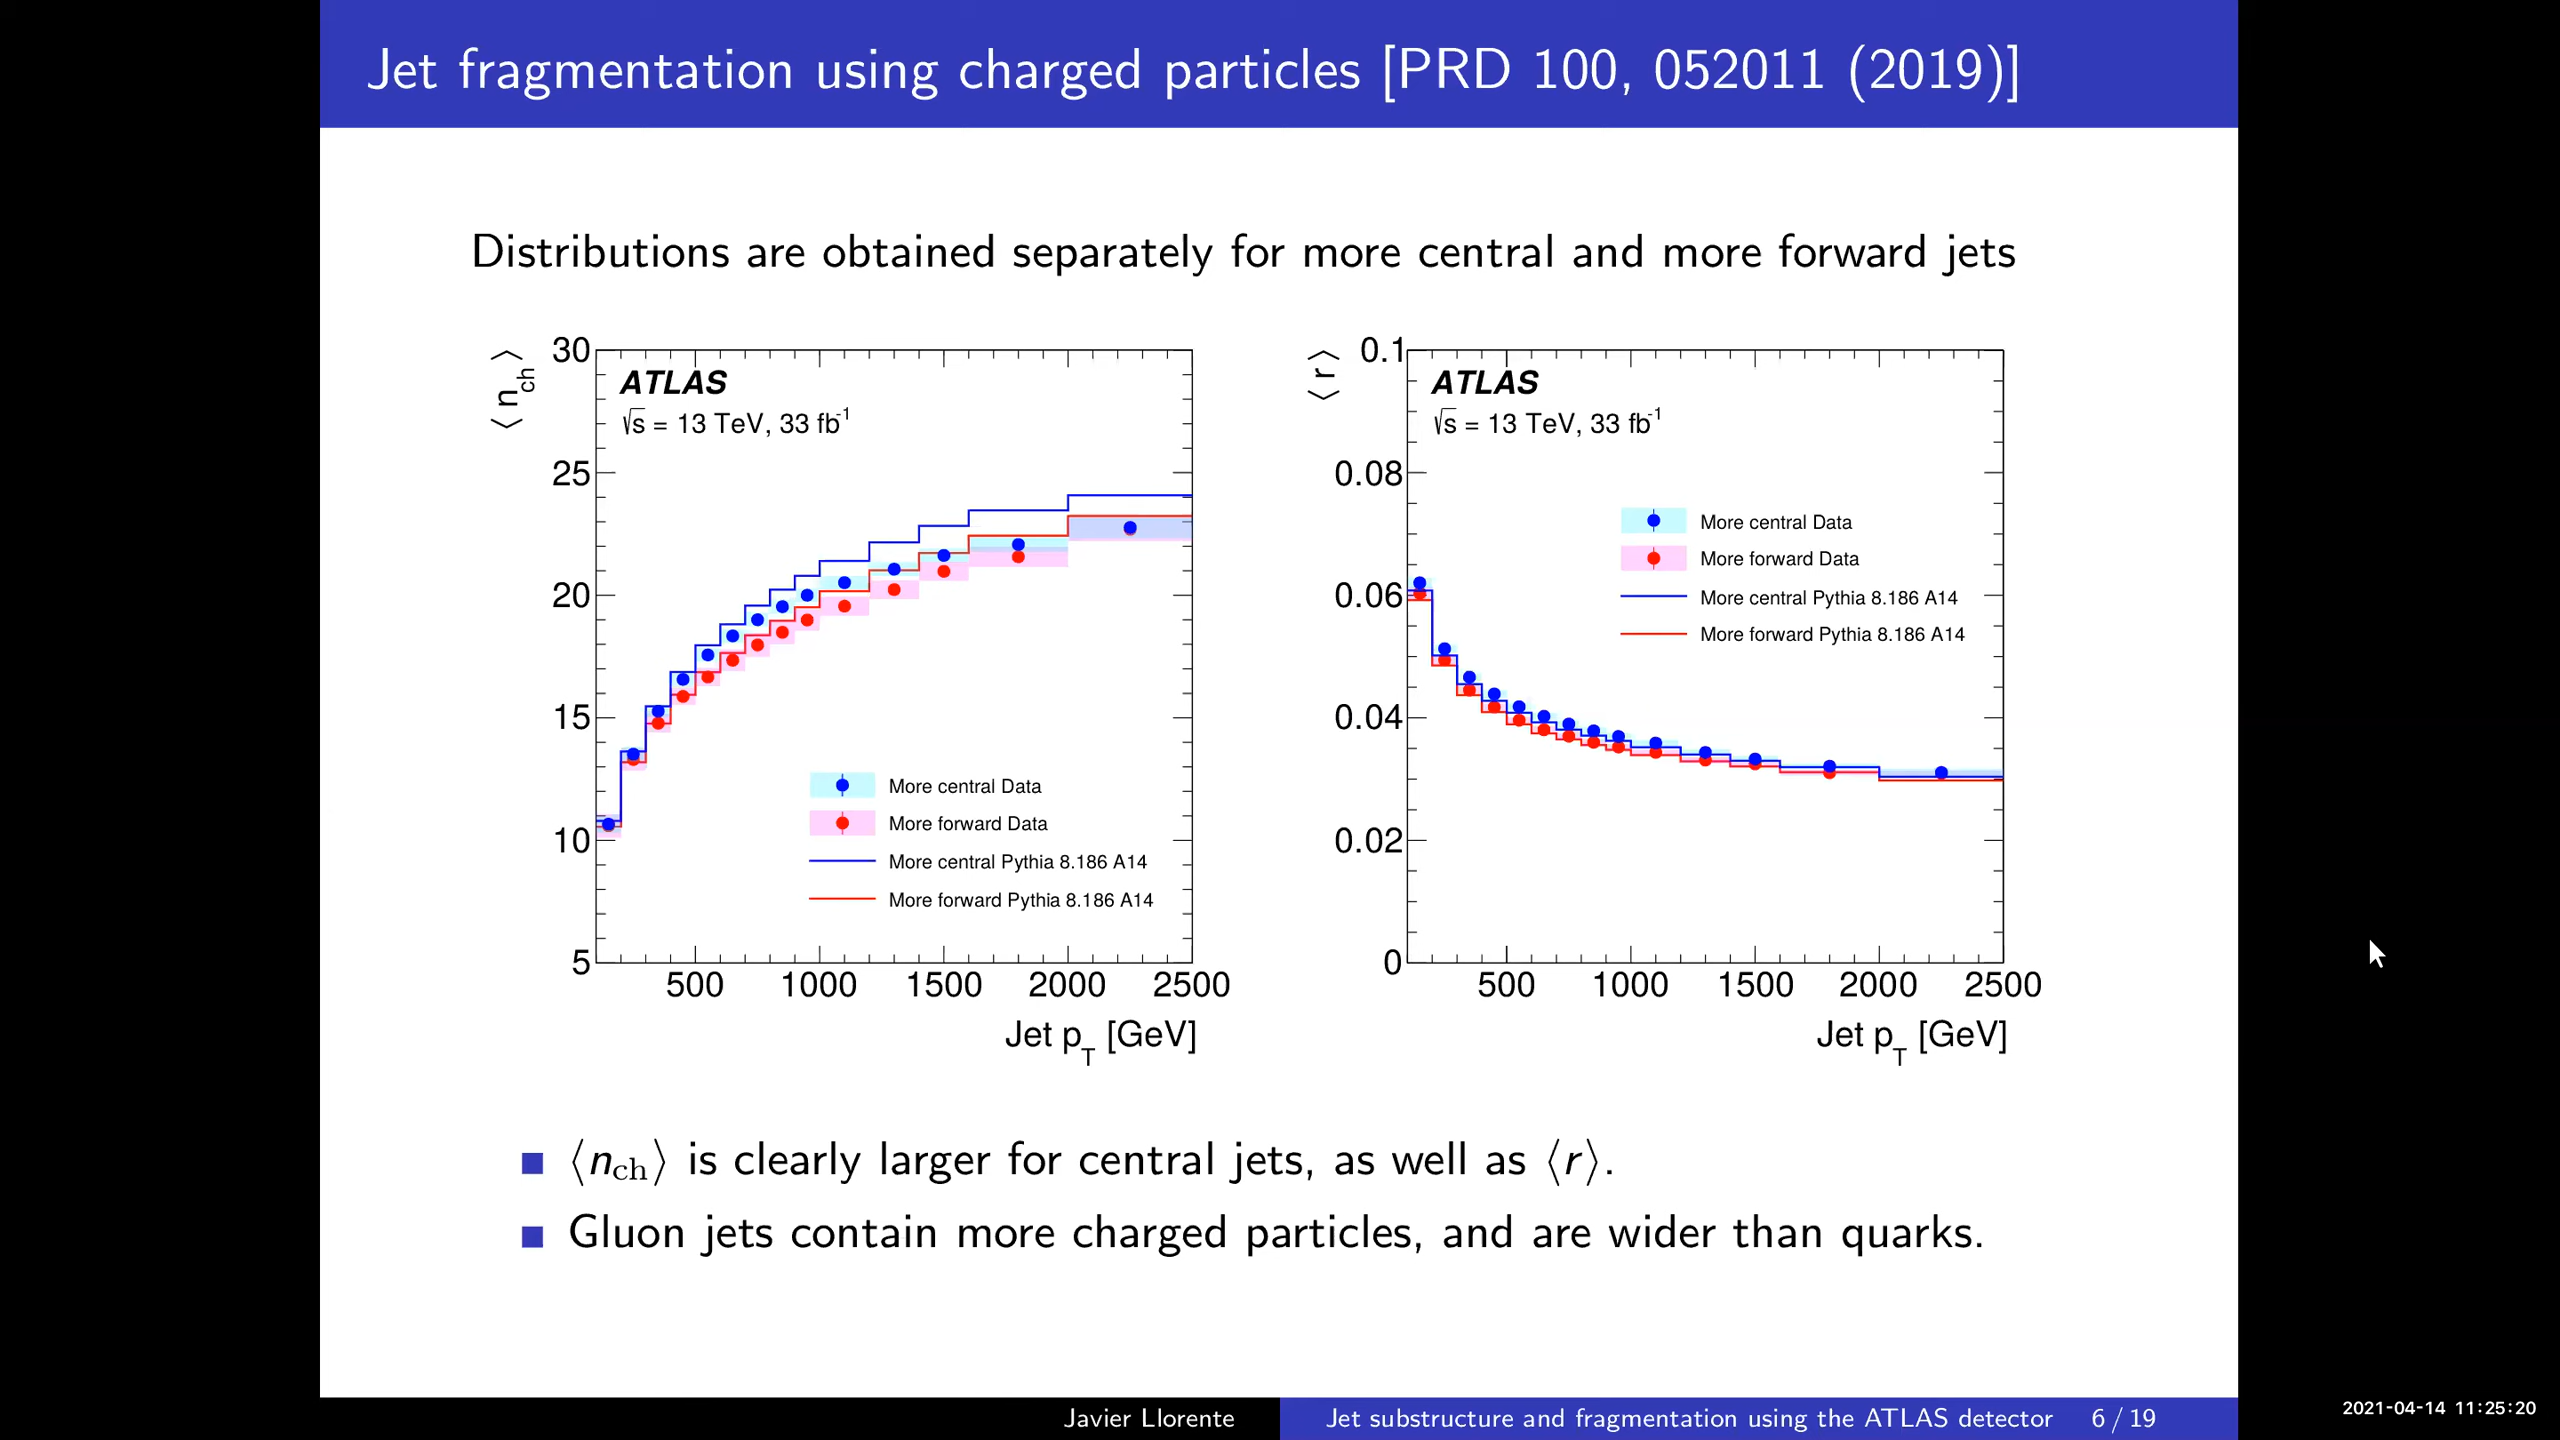 Jet fragmentation using charged particles [PRD 100, 052011 (2019)]
Distributions are obtained separately for more central and more forward jets
⟨ n_ch ⟩
30
25
20
15
10
5
ATLAS
√s = 13 TeV, 33 fb⁻¹
More central Data
More forward Data
More central Pythia 8.186 A14
More forward Pythia 8.186 A14
500 1000 1500 2000 2500
Jet p_T [GeV]
⟨ r ⟩
0.1
0.08
0.06
0.04
0.02
0
ATLAS
√s = 13 TeV, 33 fb⁻¹
More central Data
More forward Data
More central Pythia 8.186 A14
More forward Pythia 8.186 A14
500 1000 1500 2000 2500
Jet p_T [GeV]
⟨n_ch⟩ is clearly larger for central jets, as well as ⟨r⟩.
Gluon jets contain more charged particles, and are wider than quarks.
Javier Llorente
Jet substructure and fragmentation using the ATLAS detector 6 / 19
2021-04-14 11:25:20